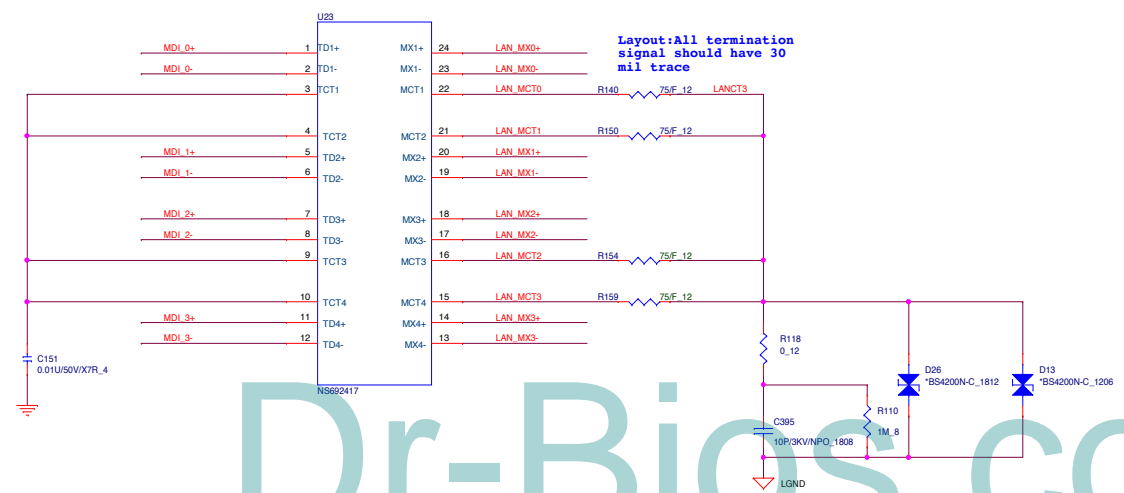 U23
Layout:All termination
signal should have 30
mil trace
MDI_0+ 1 TD1+ MX1+ 24 LAN_MX0+
MDI_0- 2 TD1- MX1- 23 LAN_MX0-
3 TCT1 MCT1 22 LAN_MCT0 R140 75/F_12 LANCT3
4 TCT2 MCT2 21 LAN_MCT1 R150 75/F_12
MDI_1+ 5 TD2+ MX2+ 20 LAN_MX1+
MDI_1- 6 TD2- MX2- 19 LAN_MX1-
MDI_2+ 7 TD3+ MX3+ 18 LAN_MX2+
MDI_2- 8 TD3- MX3- 17 LAN_MX2-
9 TCT3 MCT3 16 LAN_MCT2 R154 75/F_12
10 TCT4 MCT4 15 LAN_MCT3 R159 75/F_12
MDI_3+ 11 TD4+ MX4+ 14 LAN_MX3+
MDI_3- 12 TD4- MX4- 13 LAN_MX3-
R118
0_12
C151
0.01U/50V/X7R_4
D26
*BS4200N-C_1812
D13
*BS4200N-C_1206
NS692417
R110
1M_8
C395
10P/3KV/NPO_1808
LGND
Dr-Bios.co